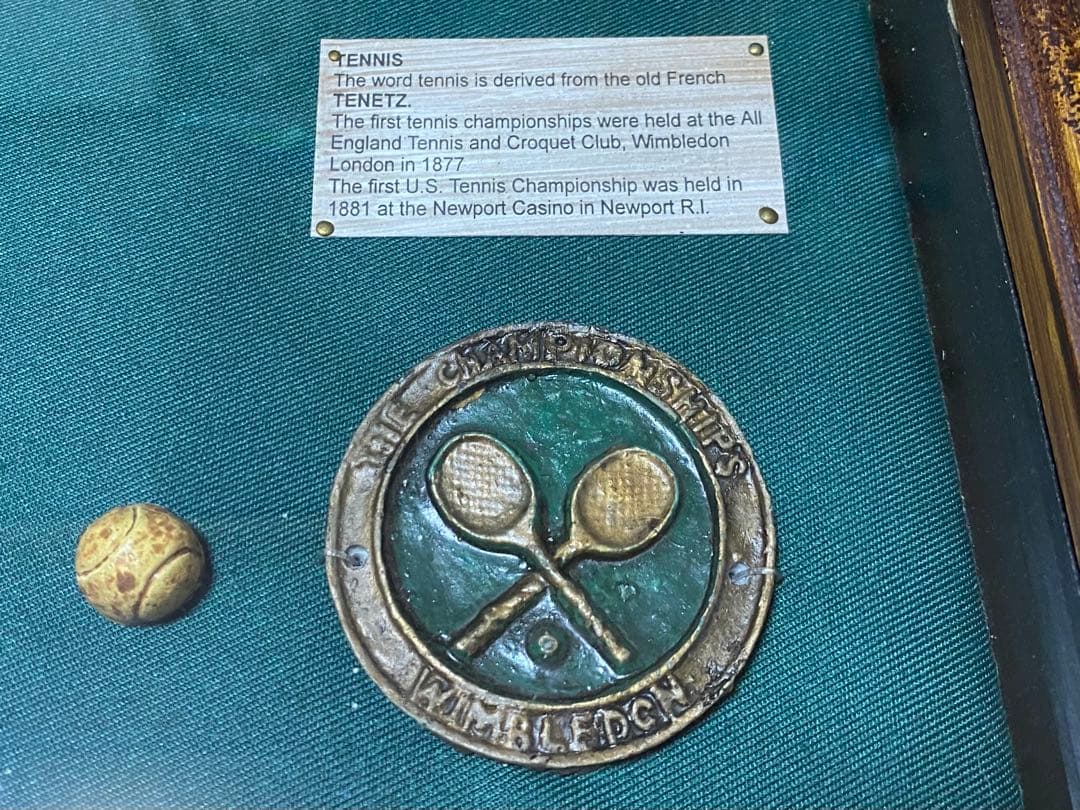 TENNIS
The word tennis is derived from the old French
TENETZ.
The first tennis championships were held at the All
England Tennis and Croquet Club, Wimbledon
London in 1877
The first U.S. Tennis Championship was held in
1881 at the Newport Casino in Newport R.I.
THE CHAMPIONSHIPS
WIMBLEDON